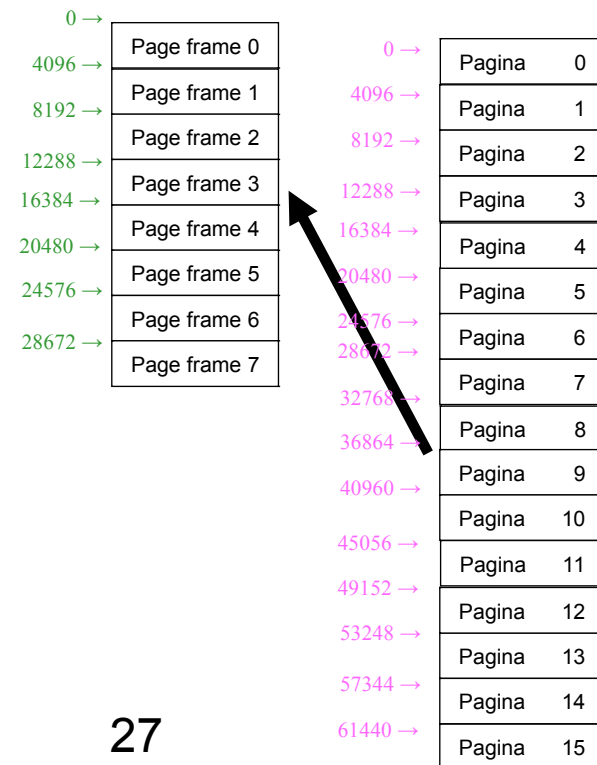 0 →
Page frame 0
4096 →
Page frame 1
8192 →
Page frame 2
12288 →
Page frame 3
16384 →
Page frame 4
20480 →
Page frame 5
24576 →
Page frame 6
28672 →
Page frame 7
0 →
Pagina 0
4096 →
Pagina 1
8192 →
Pagina 2
12288 →
Pagina 3
16384 →
Pagina 4
20480 →
Pagina 5
24576 →
Pagina 6
28672 →
Pagina 7
32768 →
Pagina 8
36864 →
Pagina 9
40960 →
Pagina 10
45056 →
Pagina 11
49152 →
Pagina 12
53248 →
Pagina 13
57344 →
Pagina 14
61440 →
Pagina 15
27